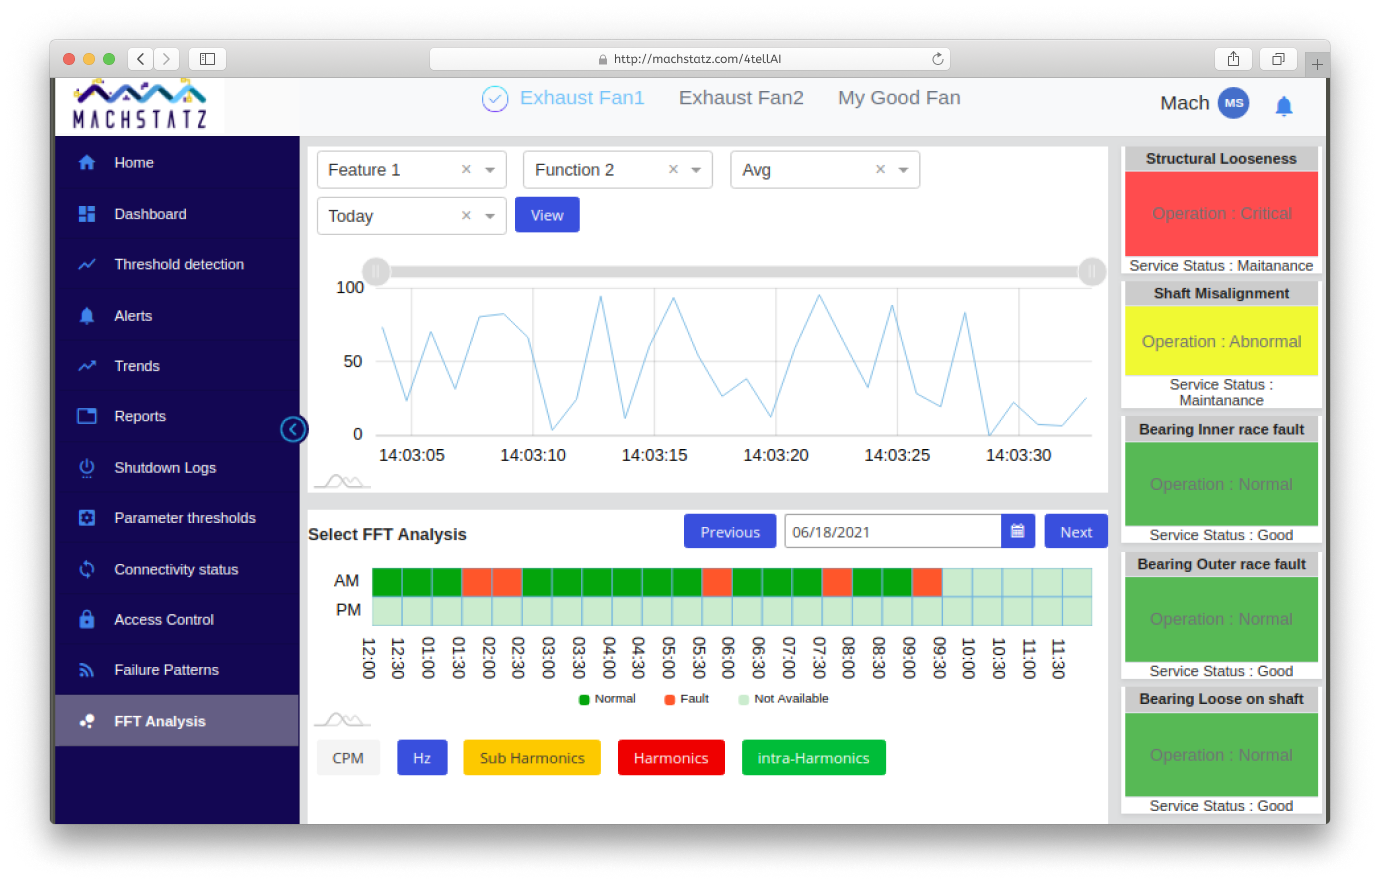 http://machstatz.com/4tellAI
MACHSTATZ
Exhaust Fan1
Exhaust Fan2
My Good Fan
Mach
MS
Home
Dashboard
Threshold detection
Alerts
Trends
Reports
Shutdown Logs
Parameter thresholds
Connectivity status
Access Control
Failure Patterns
FFT Analysis
Feature 1
Function 2
Avg
Today
View
100
50
0
14:03:05
14:03:10
14:03:15
14:03:20
14:03:25
14:03:30
Select FFT Analysis
Previous
06/18/2021
Next
AM
PM
12:00
12:30
01:00
01:30
02:00
02:30
03:00
03:30
04:00
04:30
05:00
05:30
06:00
06:30
07:00
07:30
08:00
08:30
09:00
09:30
10:00
10:30
11:00
11:30
Normal
Fault
Not Available
CPM
Hz
Sub Harmonics
Harmonics
intra-Harmonics
Structural Looseness
Operation : Critical
Service Status : Maitanance
Shaft Misalignment
Operation : Abnormal
Service Status :
Maintanance
Bearing Inner race fault
Operation : Normal
Service Status : Good
Bearing Outer race fault
Operation : Normal
Service Status : Good
Bearing Loose on shaft
Operation : Normal
Service Status : Good